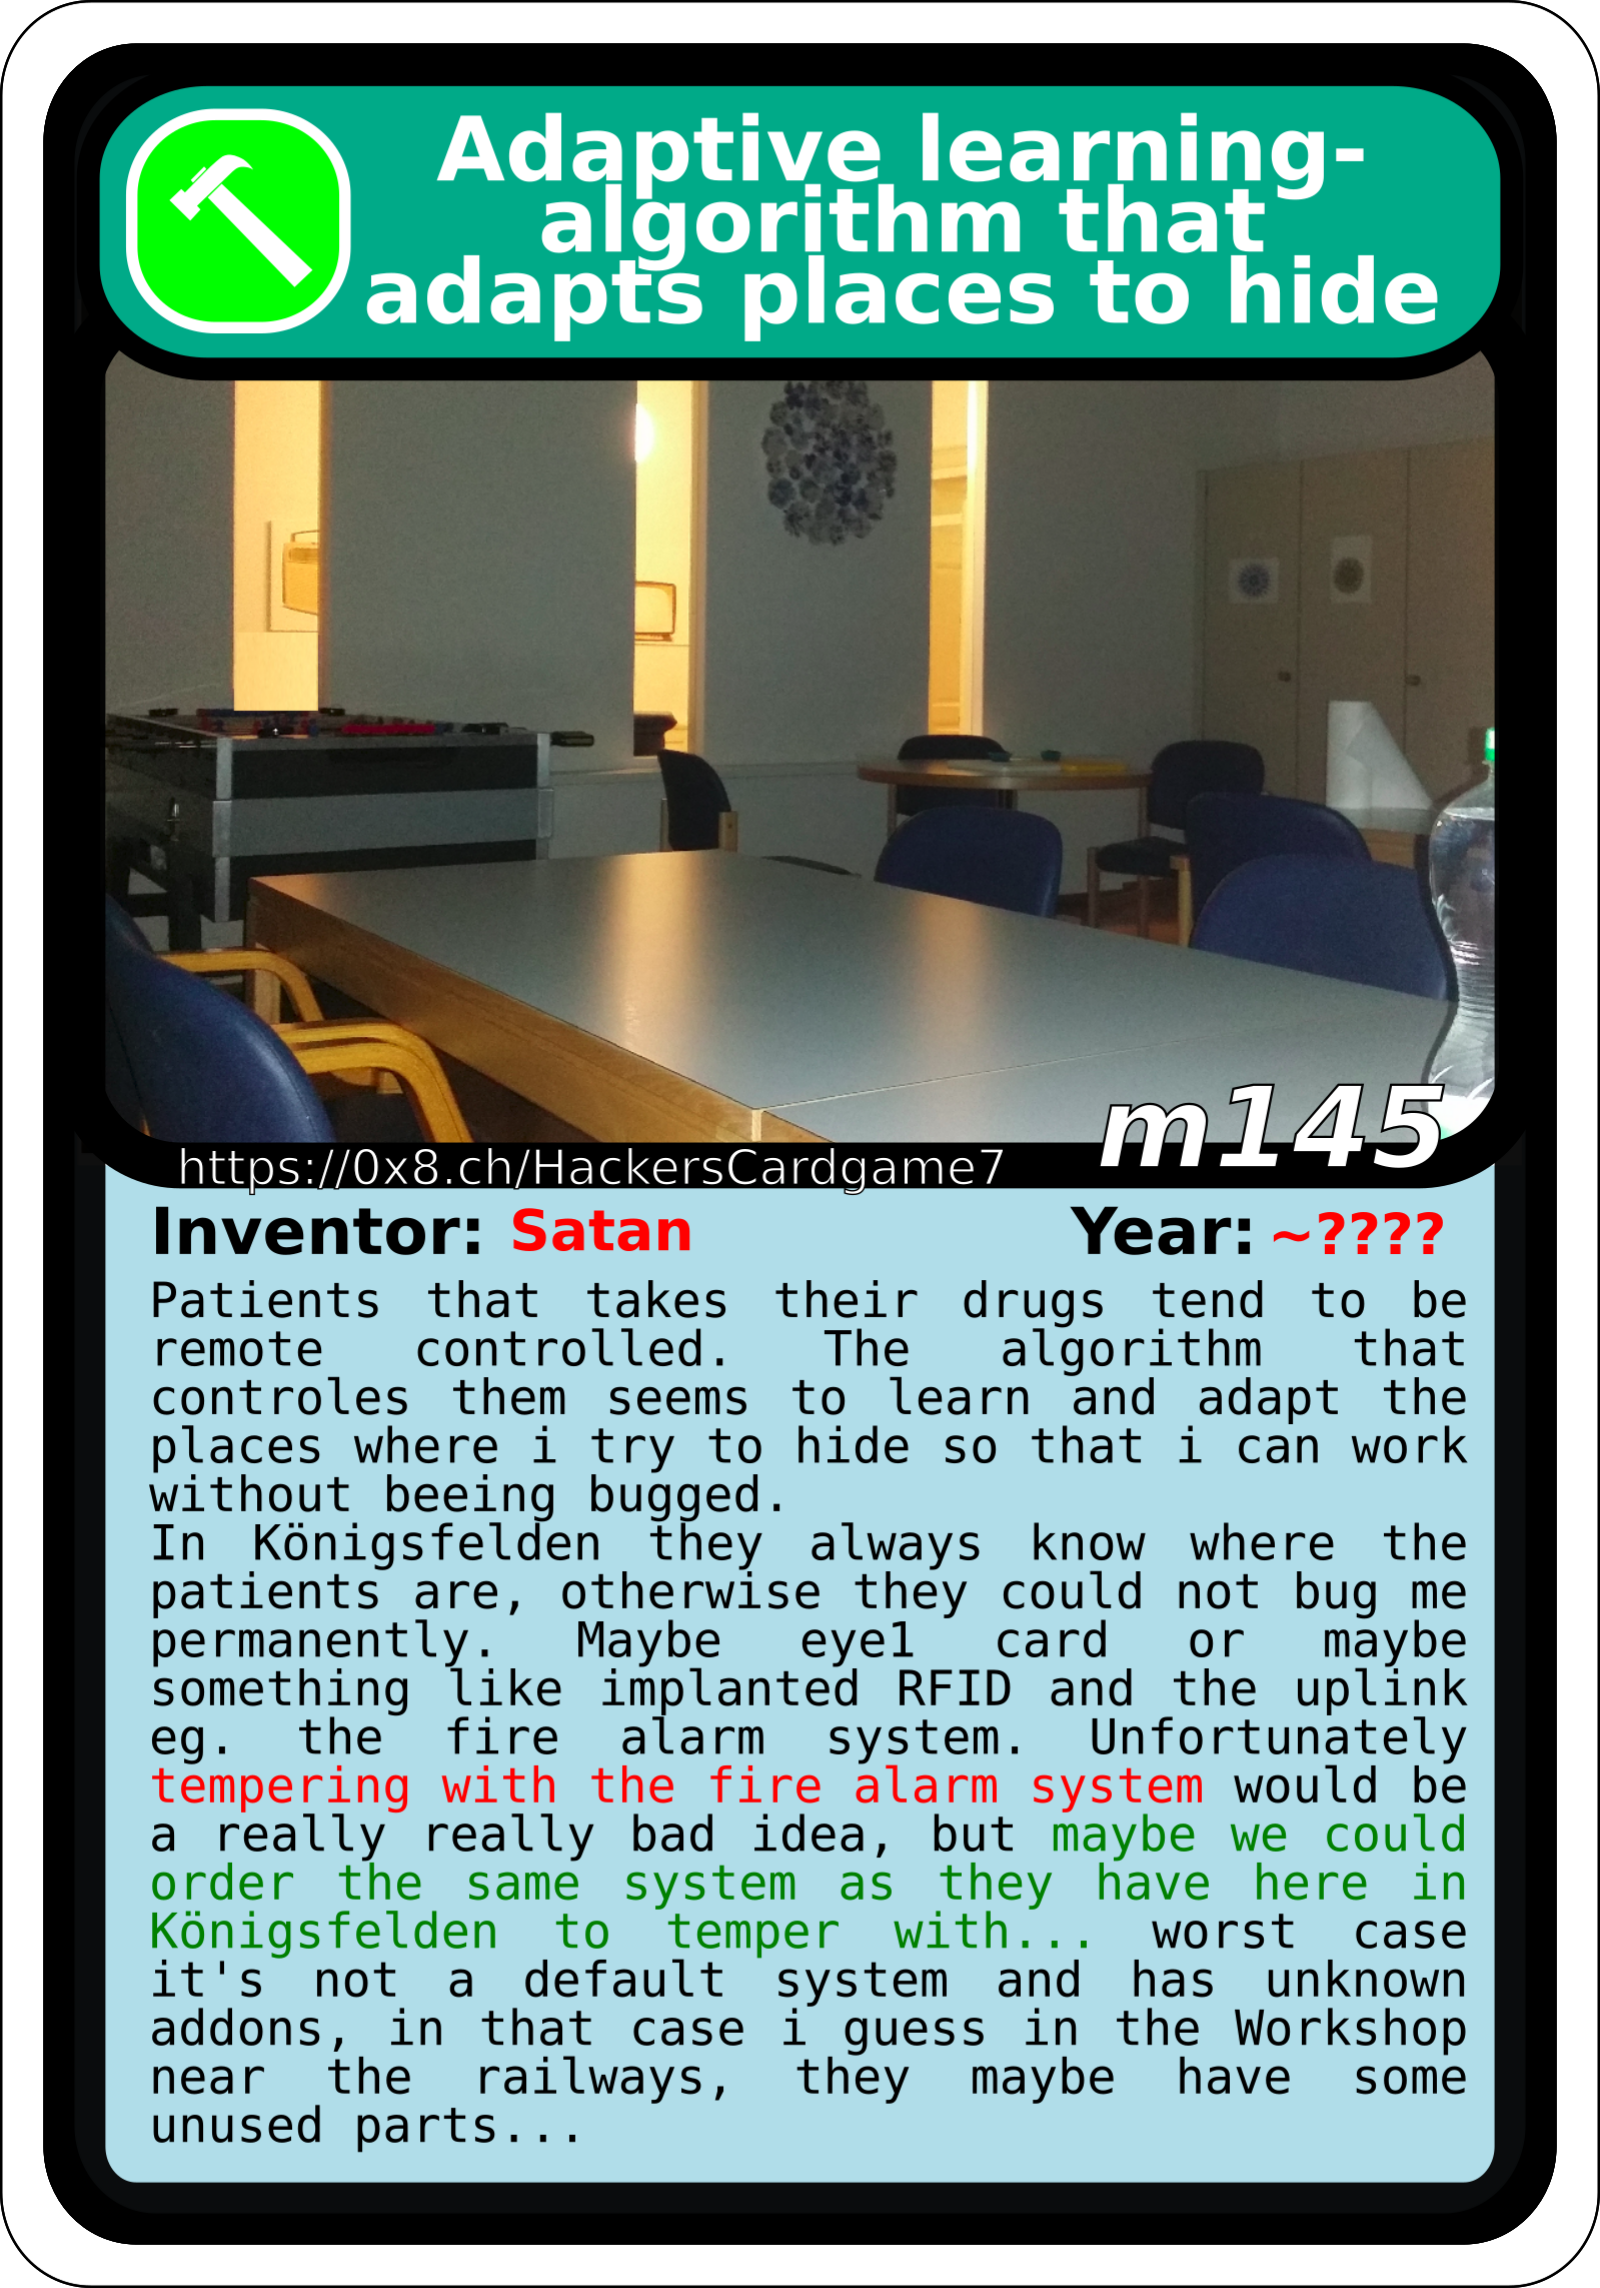 Adaptive learning-
algorithm that
adapts places to hide
https://0x8.ch/HackersCardgame7
m145
Inventor: Satan
Year: ~????
Patients that takes their drugs tend to be
remote controlled. The algorithm that
controles them seems to learn and adapt the
places where i try to hide so that i can work
without beeing bugged.
In Königsfelden they always know where the
patients are, otherwise they could not bug me
permanently. Maybe eye1 card or maybe
something like implanted RFID and the uplink
eg. the fire alarm system. Unfortunately
tempering with the fire alarm system would be
a really really bad idea, but maybe we could
order the same system as they have here in
Königsfelden to temper with... worst case
it's not a default system and has unknown
addons, in that case i guess in the Workshop
near the railways, they maybe have some
unused parts...